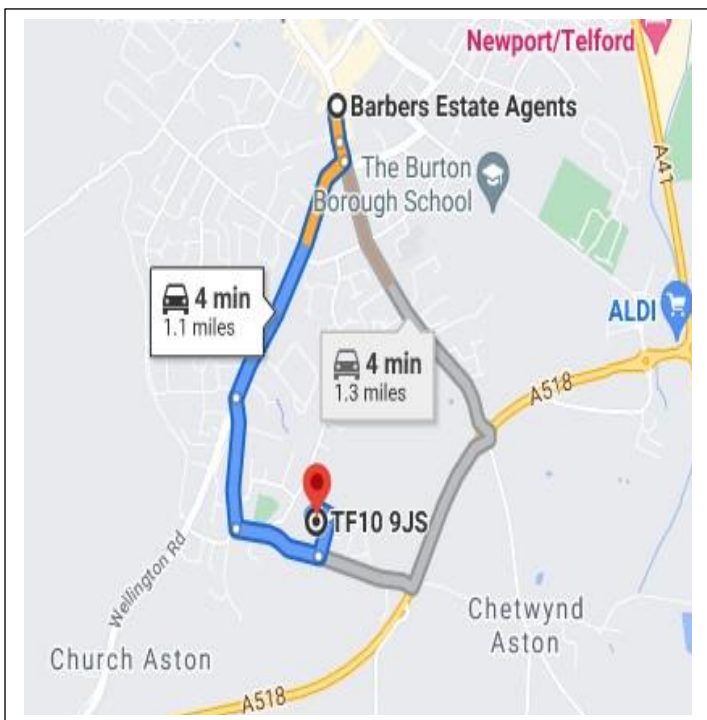 Newport/Telford
Barbers Estate Agents
A41
The Burton
Borough School
4 min
1.1 miles
ALDI
4 min
1.3 miles
A518
TF10 9JS
Wellington Rd
Chetwynd
Aston
Church Aston
A518